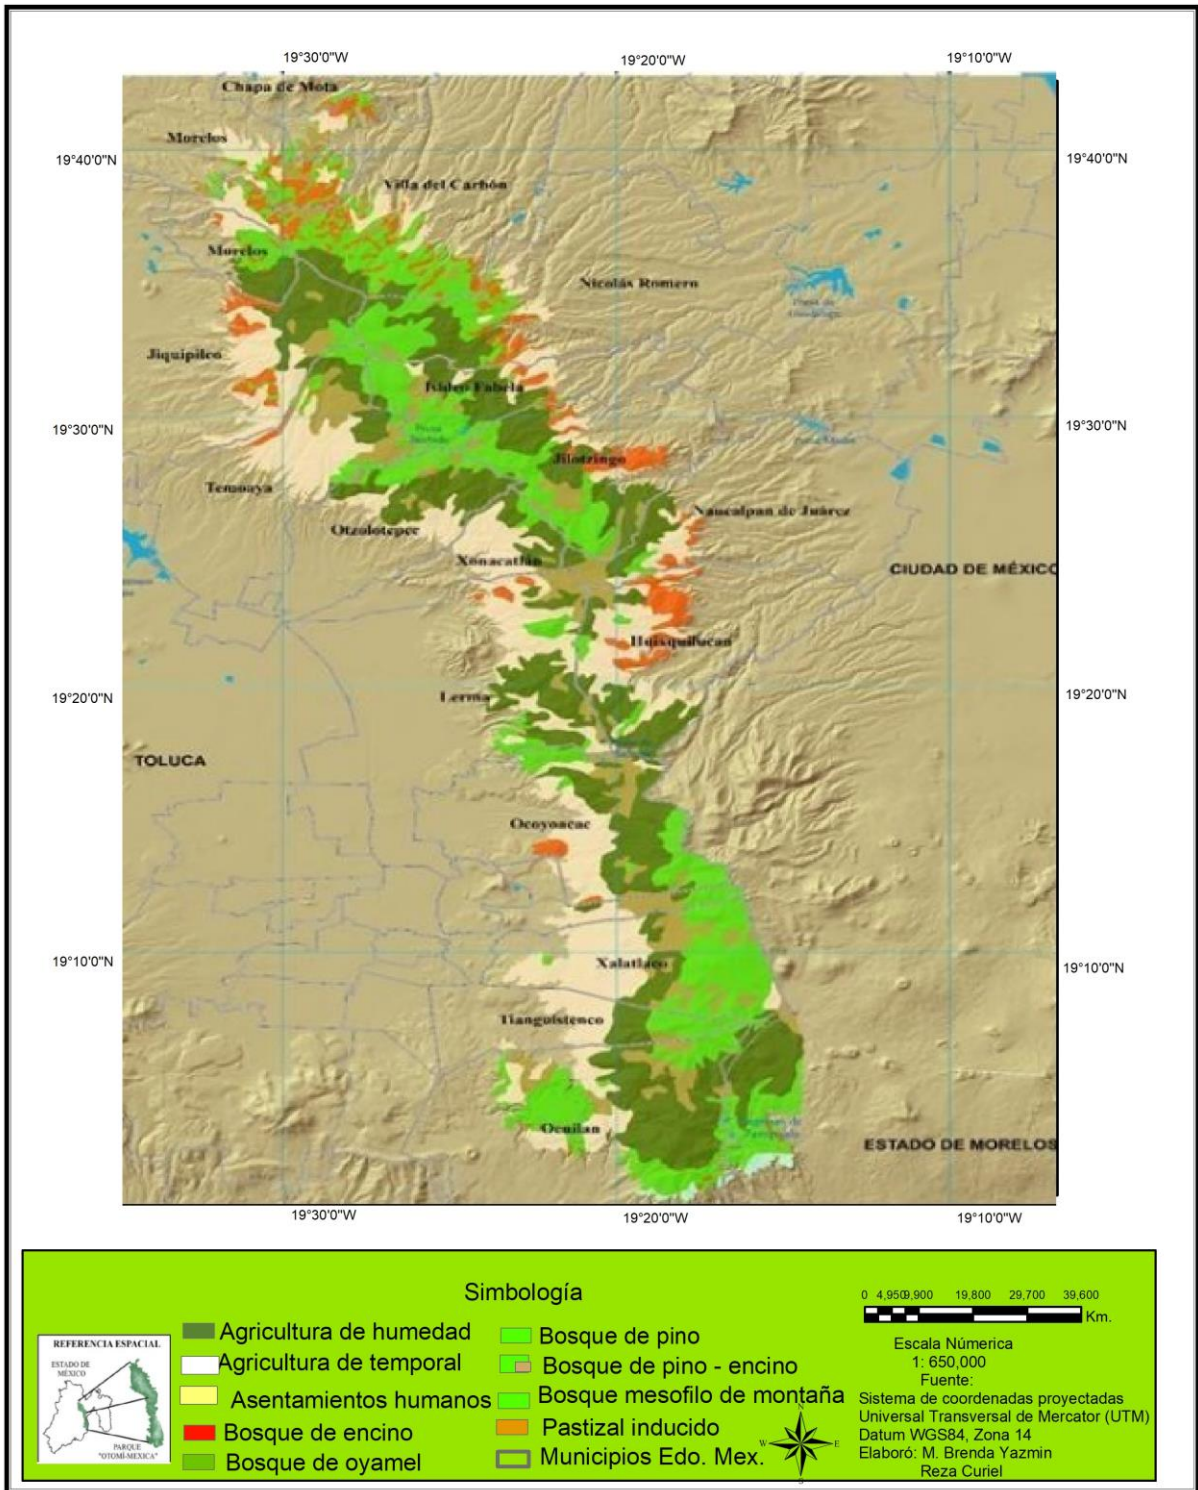 19°30'0"W
19°20'0"W
19°10'0"W
Chapa de Mota
Morelos
19°40'0"N
19°40'0"N
Villa del Carbón
Morelos
Nicolás Romero
Presa de
Guadalupe
Jiquipilco
Isidro Fabela
19°30'0"N
19°30'0"N
Presa
Jilotzingo
Temoaya
Naucalpan de Juárez
Otzolotepec
Xonacatlán
CIUDAD DE MÉXICO
Huixquilucan
19°20'0"N
Lerma
19°20'0"N
TOLUCA
Ocoyoacac
19°10'0"N
Xalatlaco
19°10'0"N
Tianguistenco
Ocuilan
ESTADO DE MORELOS
19°30'0"W
19°20'0"W
19°10'0"W
Simbología
REFERENCIA ESPACIAL
ESTADO DE
MÉXICO
PARQUE
"OTOMÍ-MEXICA"
Agricultura de humedad
Agricultura de temporal
Asentamientos humanos
Bosque de encino
Bosque de oyamel
Bosque de pino
Bosque de pino - encino
Bosque mesofilo de montaña
Pastizal inducido
Municipios Edo. Mex.
N
W
E
S
0 4,950 9,900 19,800 29,700 39,600
Km.
Escala Númerica
1: 650,000
Fuente:
Sistema de coordenadas proyectadas
Universal Transversal de Mercator (UTM)
Datum WGS84, Zona 14
Elaboró: M. Brenda Yazmin
Reza Curiel